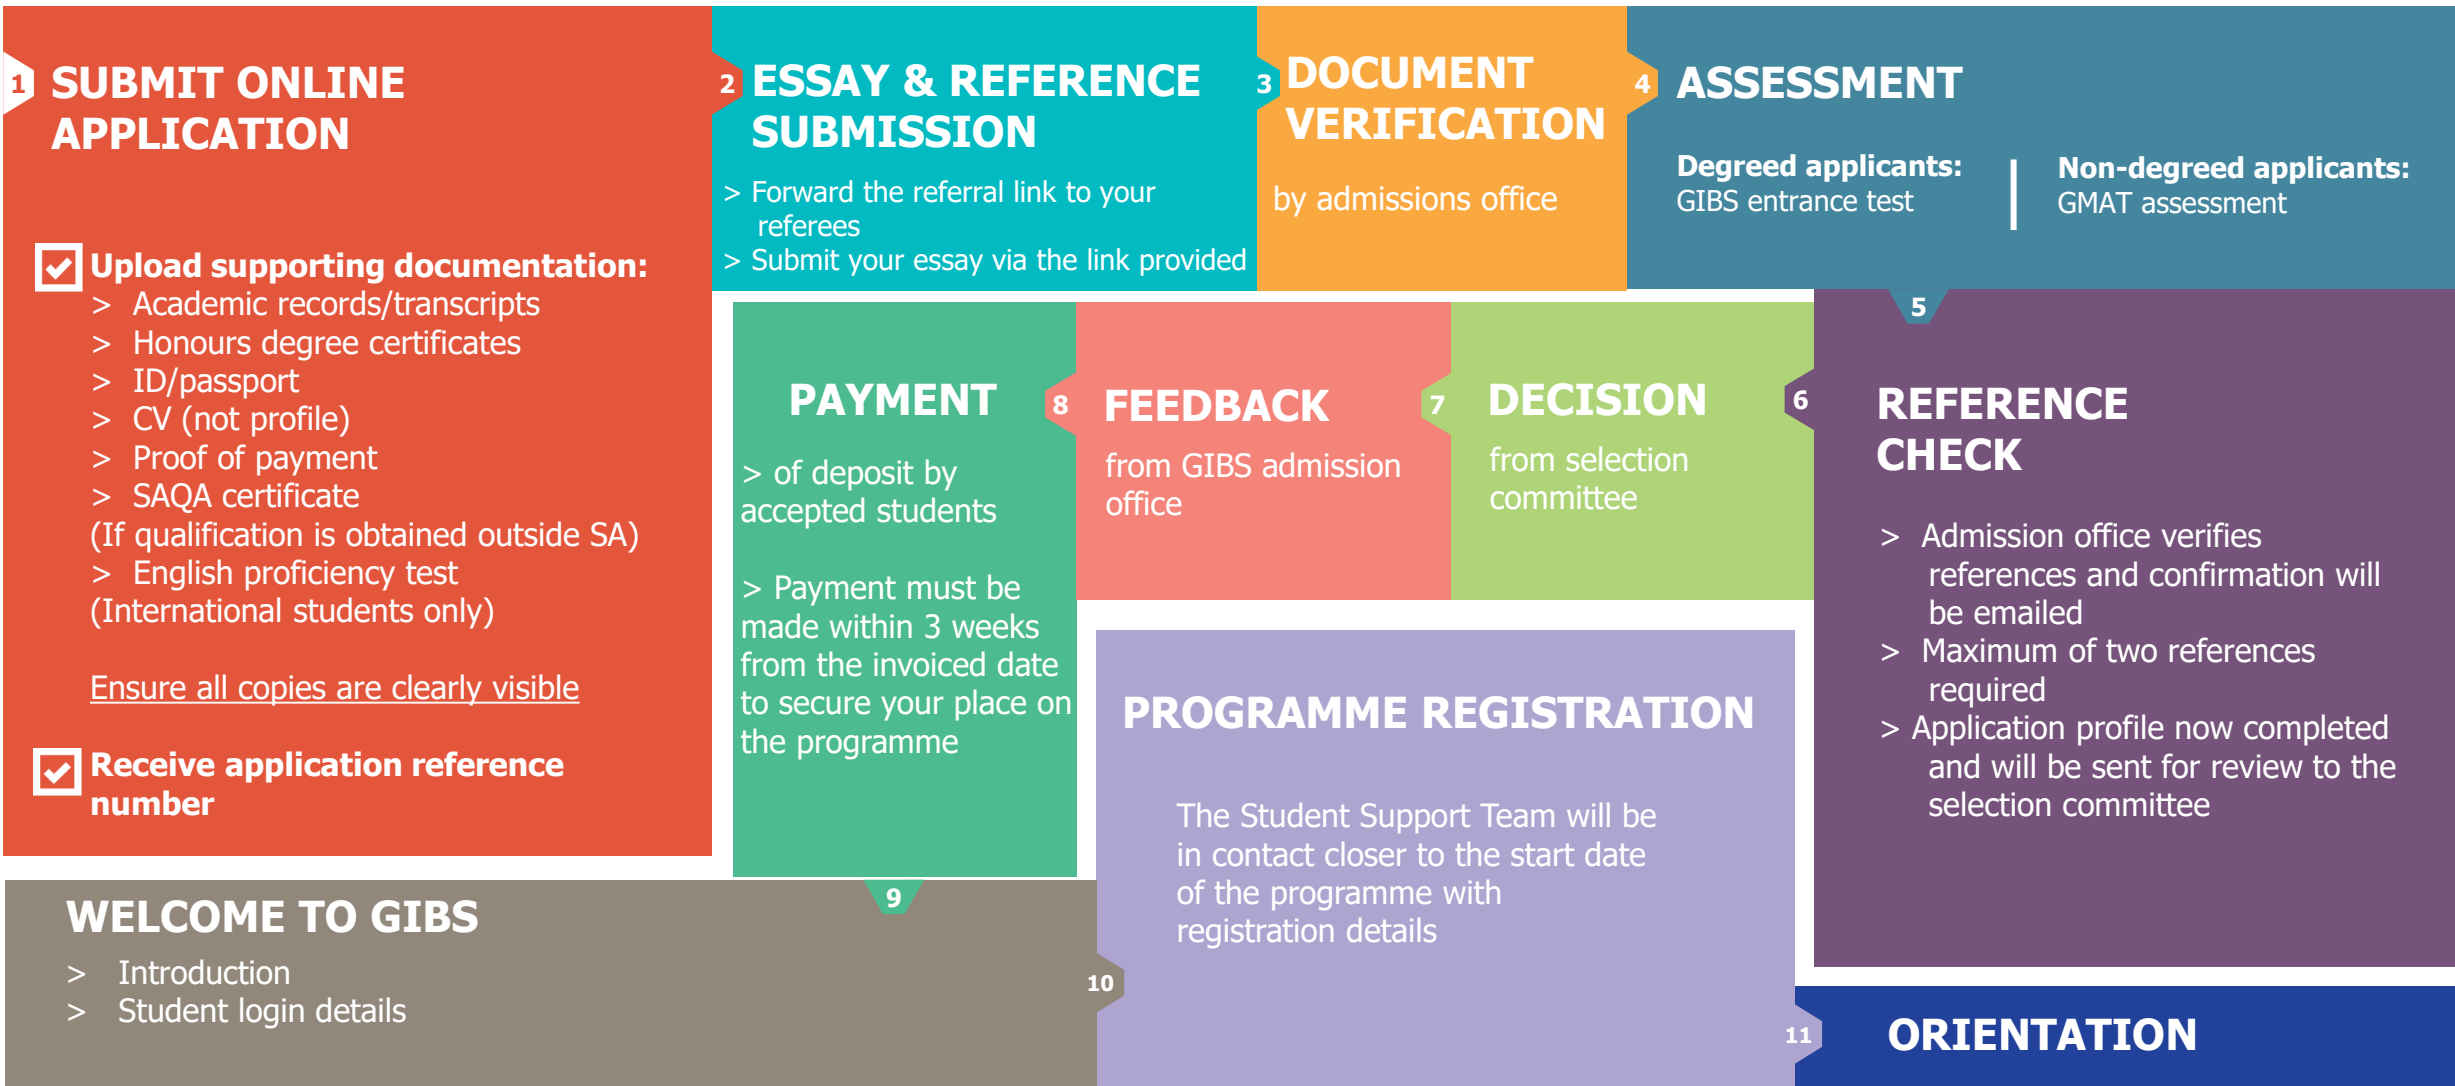 1
SUBMIT ONLINE
APPLICATION
Upload supporting documentation:
> Academic records/transcripts
> Honours degree certificates
> ID/passport
> CV (not profile)
> Proof of payment
> SAQA certificate
(If qualification is obtained outside SA)
> English proficiency test
(International students only)
Ensure all copies are clearly visible
Receive application reference
number
2
ESSAY & REFERENCE
SUBMISSION
> Forward the referral link to your
referees
> Submit your essay via the link provided
3
DOCUMENT
VERIFICATION
by admissions office
4
ASSESSMENT
Degreed applicants:
GIBS entrance test
Non-degreed applicants:
GMAT assessment
5
REFERENCE
CHECK
> Admission office verifies
references and confirmation will
be emailed
> Maximum of two references
required
> Application profile now completed
and will be sent for review to the
selection committee
6
DECISION
from selection
committee
7
FEEDBACK
from GIBS admission
office
8
PAYMENT
> of deposit by
accepted students
> Payment must be
made within 3 weeks
from the invoiced date
to secure your place on
the programme
9
WELCOME TO GIBS
> Introduction
> Student login details
10
PROGRAMME REGISTRATION
The Student Support Team will be
in contact closer to the start date
of the programme with
registration details
11
ORIENTATION